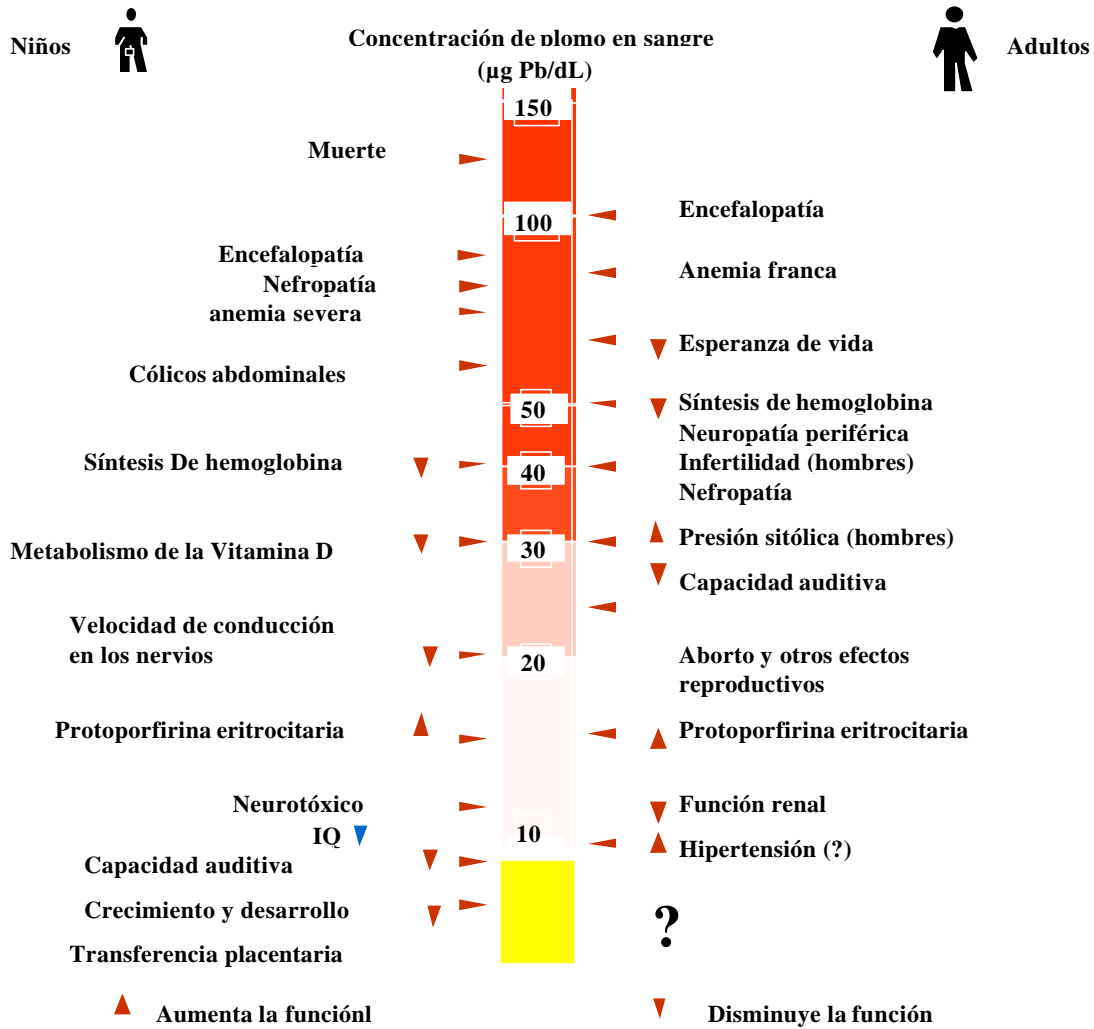 Niños
Concentración de plomo en sangre
(µg Pb/dL)
Adultos
150
Muerte
100
Encefalopatía
Encefalopatía
Nefropatía
anemia severa
Anemia franca
Esperanza de vida
Cólicos abdominales
50
Síntesis de hemoglobina
Neuropatía periférica
Infertilidad (hombres)
Nefropatía
Síntesis De hemoglobina
40
Metabolismo de la Vitamina D
30
Presión sitólica (hombres)
Capacidad auditiva
Velocidad de conducción
en los nervios
20
Aborto y otros efectos
reproductivos
Protoporfirina eritrocitaria
Protoporfirina eritrocitaria
Neurotóxico
IQ
10
Función renal
Hipertensión (?)
Capacidad auditiva
Crecimiento y desarrollo
?
Transferencia placentaria
Aumenta la funciónl
Disminuye la función